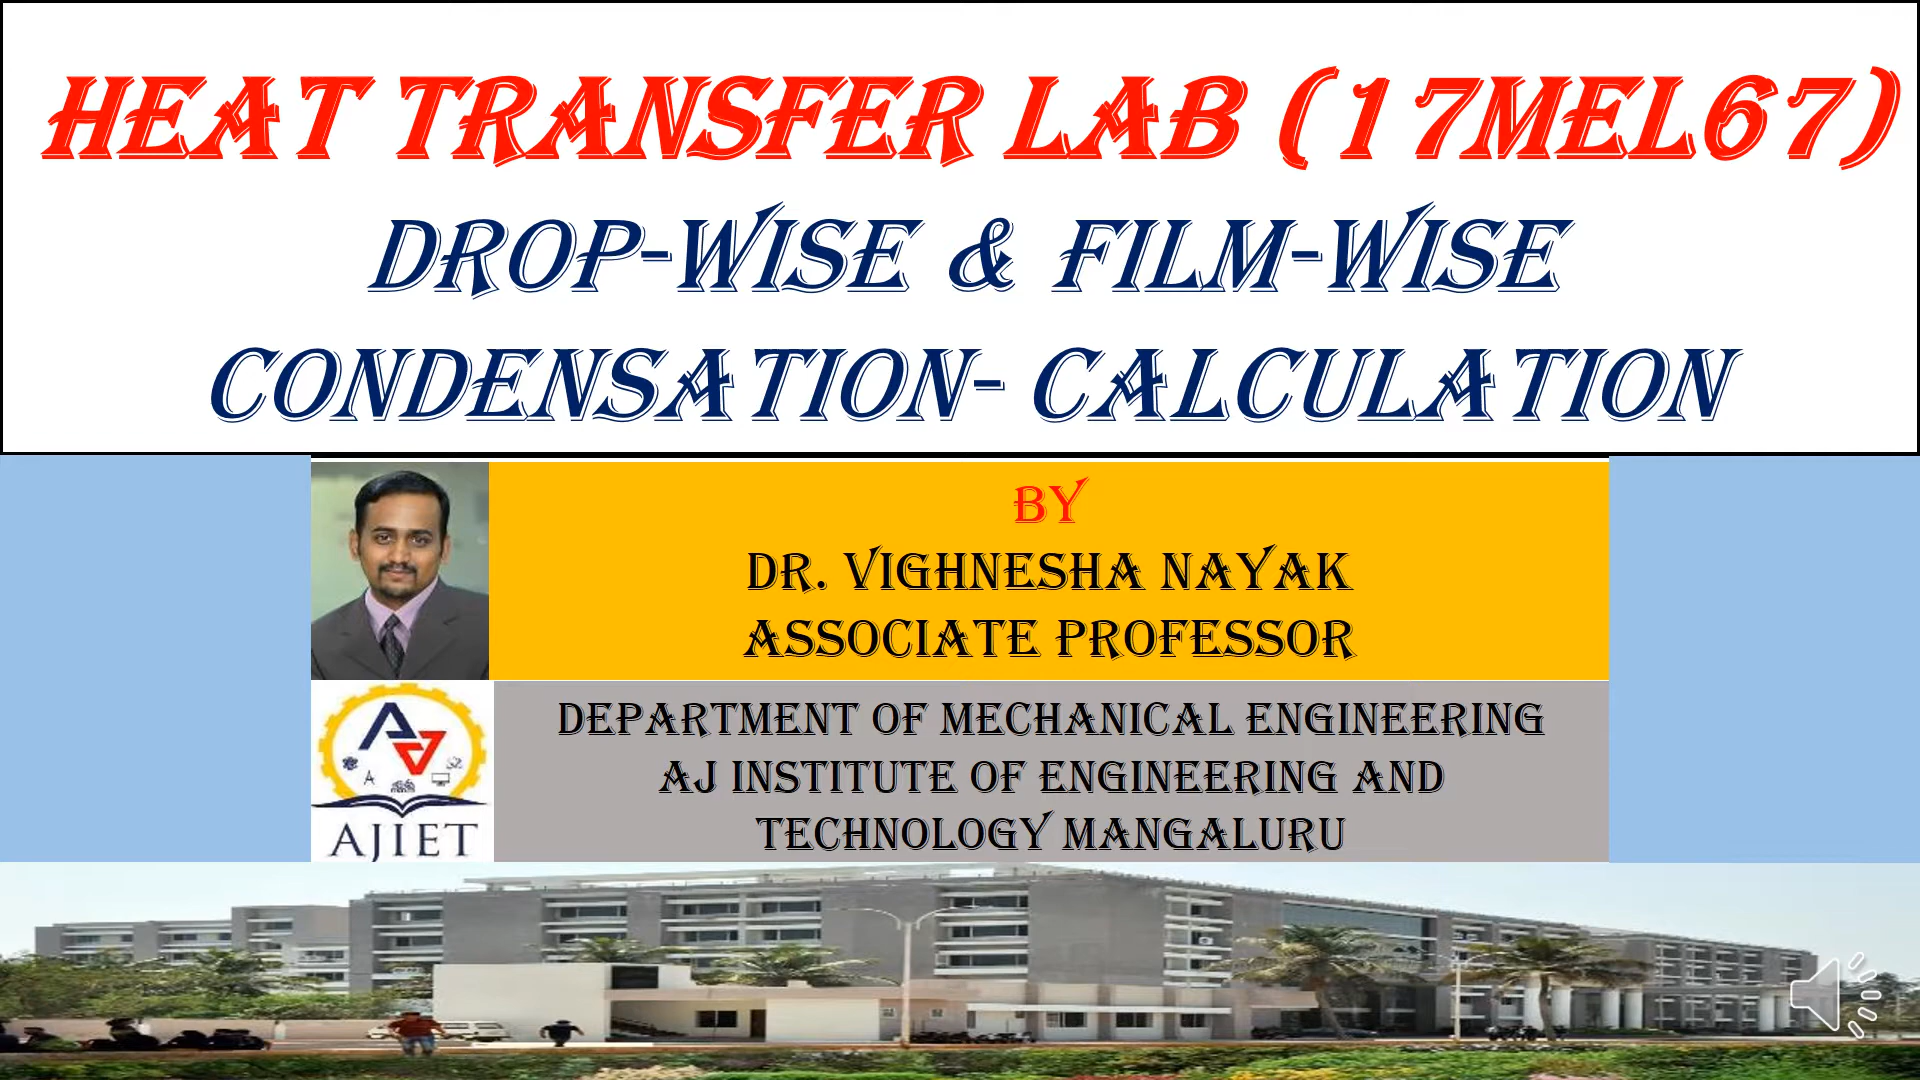 HEAT TRANSFER LAB (17MEL67)
DROP-WISE & FILM-WISE
CONDENSATION- CALCULATION
BY
DR. VIGHNESHA NAYAK
ASSOCIATE PROFESSOR
DEPARTMENT OF MECHANICAL ENGINEERING
AJ INSTITUTE OF ENGINEERING AND
TECHNOLOGY MANGALURU
AJ
A
AJIET